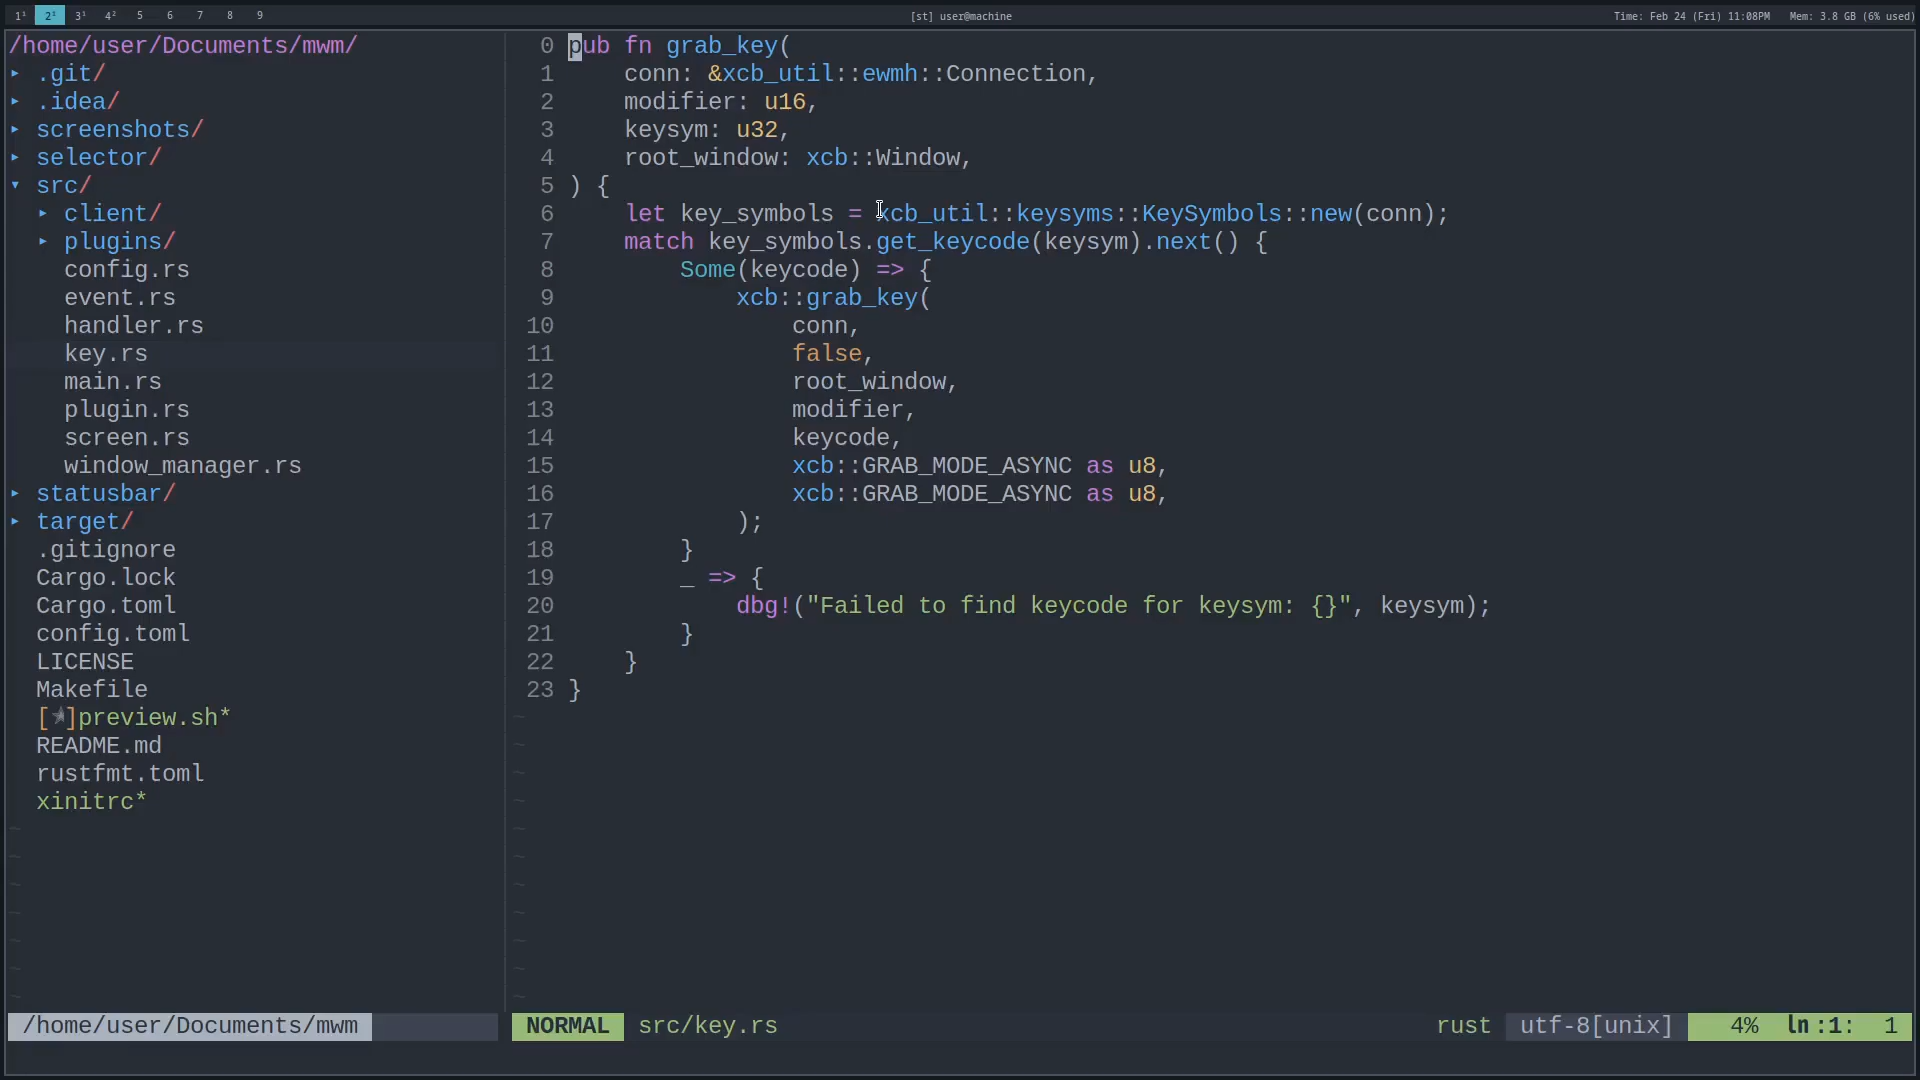 1¹ 2¹ 3¹ 4² 5 6 7 8 9 [st] user@machine Time: Feb 24 (Fri) 11:08PM Mem: 3.8 GB (6% used)
/home/user/Documents/mwm/
▸ .git/
▸ .idea/
▸ screenshots/
▸ selector/
▾ src/
▸ client/
▸ plugins/
config.rs
event.rs
handler.rs
key.rs
main.rs
plugin.rs
screen.rs
window_manager.rs
▸ statusbar/
▸ target/
.gitignore
Cargo.lock
Cargo.toml
config.toml
LICENSE
Makefile
[★]preview.sh*
README.md
rustfmt.toml
xinitrc*
~
~
~
~
~
~
~
/home/user/Documents/mwm
0 pub fn grab_key(
1     conn: &xcb_util::ewmh::Connection,
2     modifier: u16,
3     keysym: u32,
4     root_window: xcb::Window,
5 ) {
6     let key_symbols = xcb_util::keysyms::KeySymbols::new(conn);
7     match key_symbols.get_keycode(keysym).next() {
8         Some(keycode) => {
9             xcb::grab_key(
10                 conn,
11                 false,
12                 root_window,
13                 modifier,
14                 keycode,
15                 xcb::GRAB_MODE_ASYNC as u8,
16                 xcb::GRAB_MODE_ASYNC as u8,
17             );
18         }
19         _ => {
20             dbg!("Failed to find keycode for keysym: {}", keysym);
21         }
22     }
23 }
~
~
~
~
~
~
~
~
~
~
~
NORMAL src/key.rs rust utf-8[unix] 4% ln :1: 1